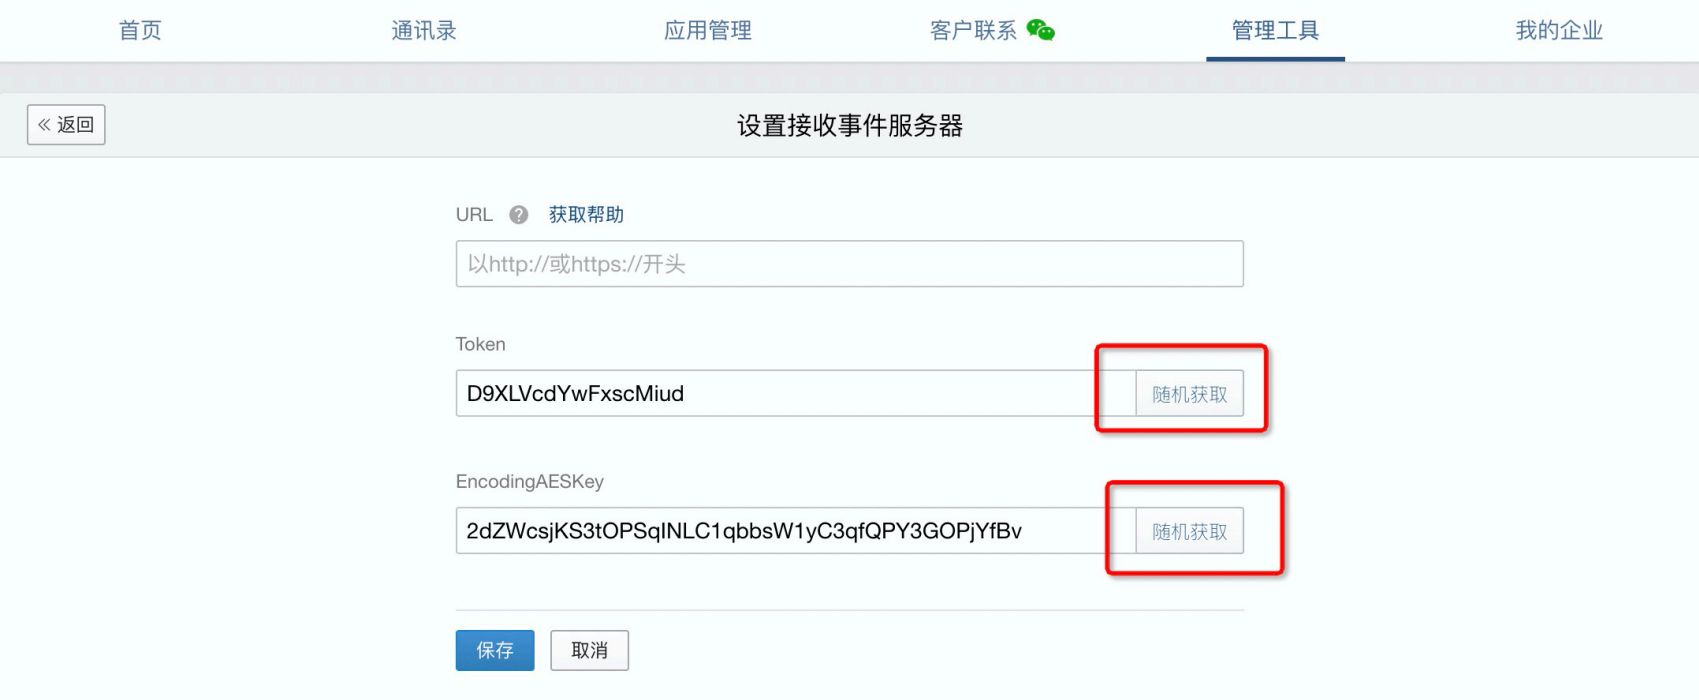 首页 通讯录 应用管理 客户联系 管理工具 我的企业
« 返回 设置接收事件服务器
URL ? 获取帮助
以http://或https://开头
Token
D9XLVcdYwFxscMiud 随机获取
EncodingAESKey
2dZWcsjKS3tOPSqINLC1qbbsW1yC3qfQPY3GOPjYfBv 随机获取
保存 取消